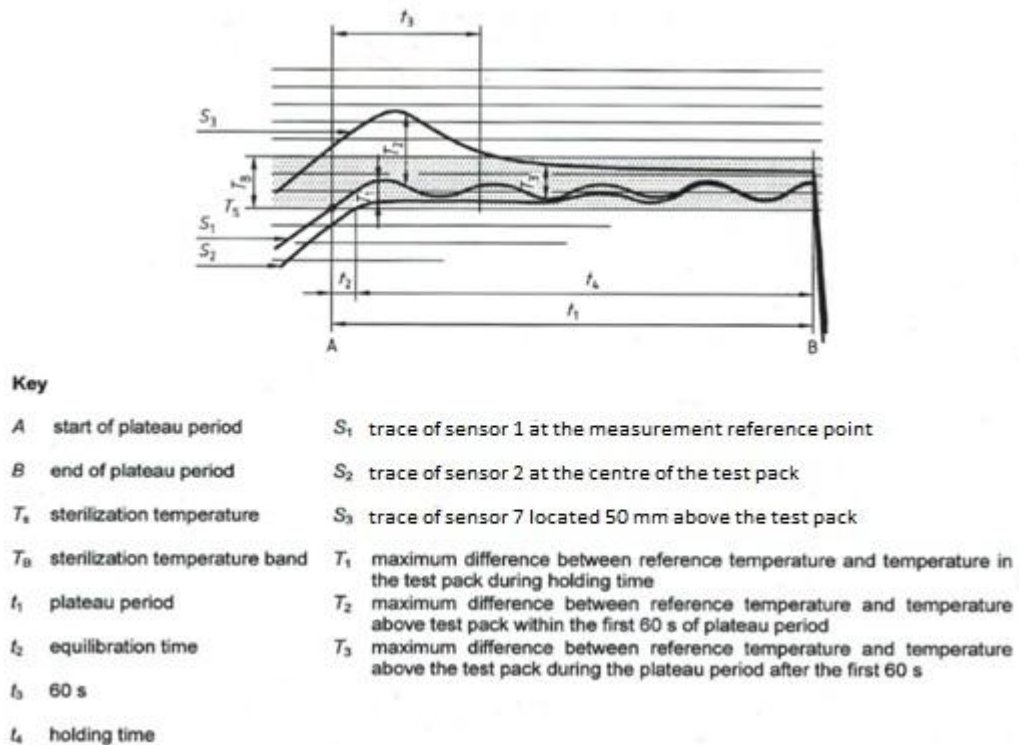 t₃
S₃
T₂
T_B
T₃
T₁
T_S
S₁
S₂
t₂
t₄
t₁
A
B
Key
A start of plateau period
S₁ trace of sensor 1 at the measurement reference point
B end of plateau period
S₂ trace of sensor 2 at the centre of the test pack
Tₛ sterilization temperature
S₃ trace of sensor 7 located 50 mm above the test pack
T_B sterilization temperature band
T₁ maximum difference between reference temperature and temperature in
the test pack during holding time
t₁ plateau period
T₂ maximum difference between reference temperature and temperature
above test pack within the first 60 s of plateau period
t₂ equilibration time
T₃ maximum difference between reference temperature and temperature
above the test pack during the plateau period after the first 60 s
t₃ 60 s
t₄ holding time